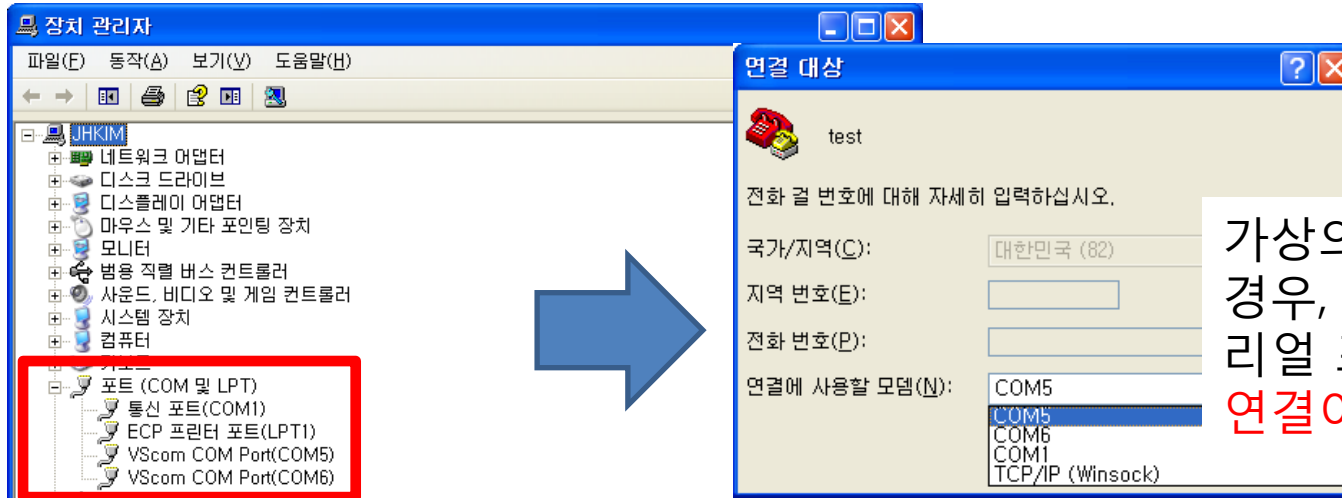 장치 관리자
파일(F) 동작(A) 보기(V) 도움말(H)
JHKIM
네트워크 어댑터
디스크 드라이브
디스플레이 어댑터
마우스 및 기타 포인팅 장치
모니터
범용 직렬 버스 컨트롤러
사운드, 비디오 및 게임 컨트롤러
시스템 장치
컴퓨터
포트 (COM 및 LPT)
통신 포트(COM1)
ECP 프린터 포트(LPT1)
VScom COM Port(COM5)
VScom COM Port(COM6)
연결 대상
test
전화 걸 번호에 대해 자세히 입력하십시오.
국가/지역(C): 대한민국 (82)
지역 번호(E):
전화 번호(P):
연결에 사용할 모뎀(N): COM5
COM5
COM6
COM1
TCP/IP (Winsock)
경우,
리얼